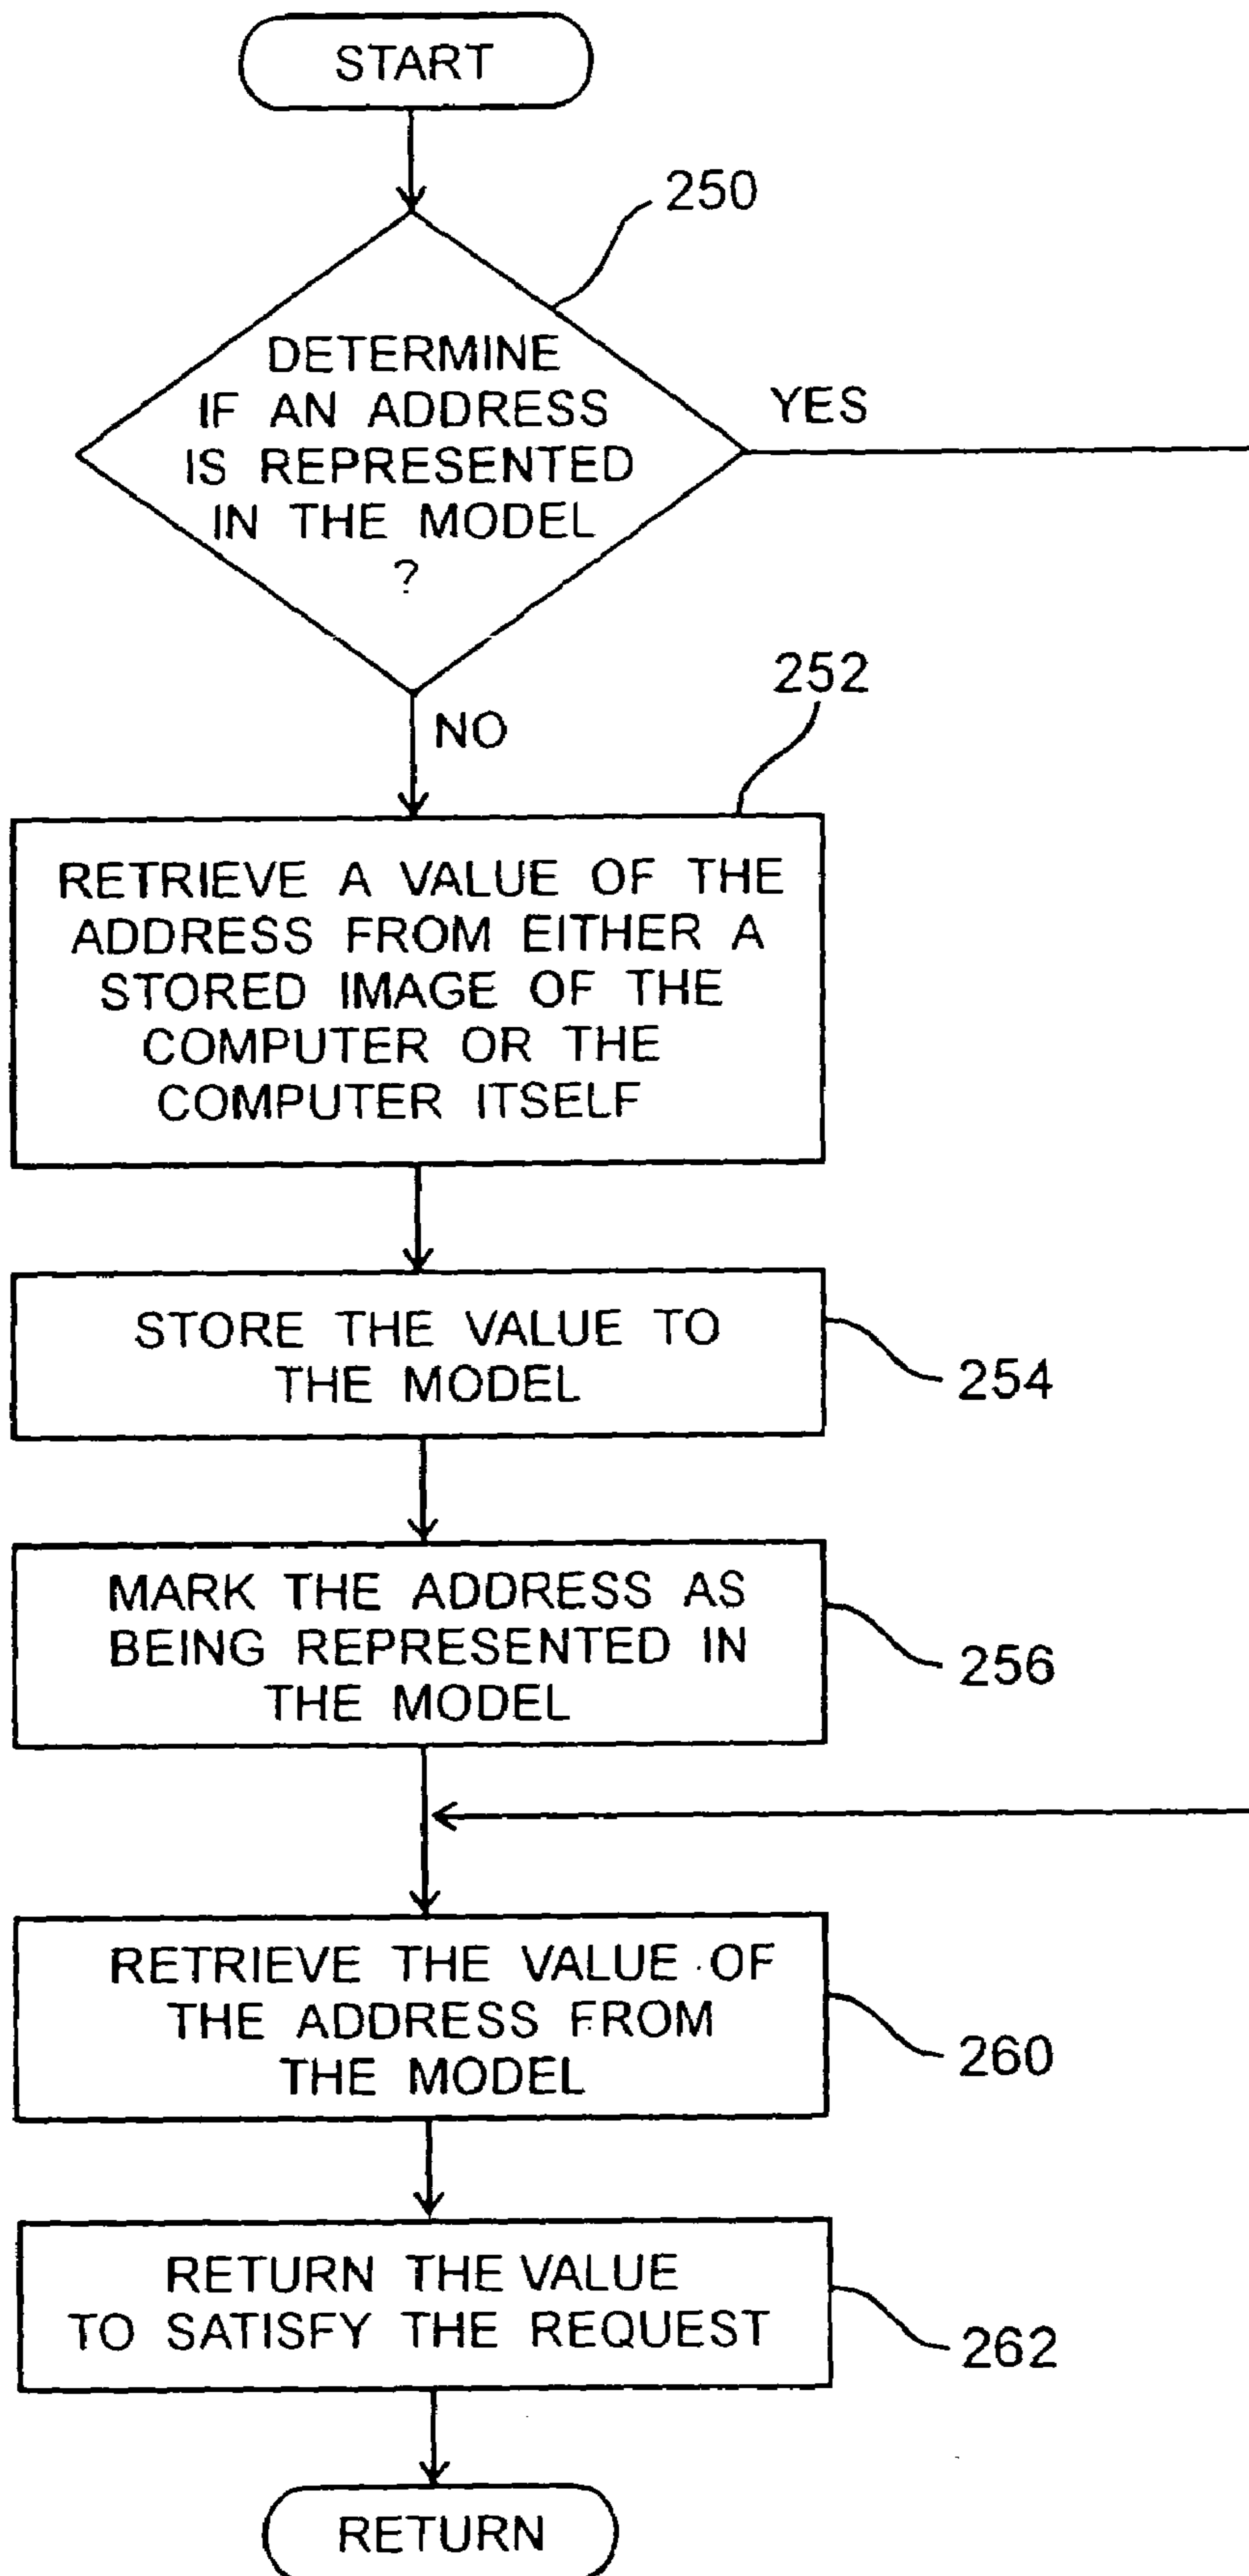 START
250
DETERMINE
IF AN ADDRESS
IS REPRESENTED
IN THE MODEL
?
YES
NO
252
RETRIEVE A VALUE OF THE
ADDRESS FROM EITHER A
STORED IMAGE OF THE
COMPUTER OR THE
COMPUTER ITSELF
STORE THE VALUE TO
THE MODEL
254
MARK THE ADDRESS AS
BEING REPRESENTED IN
THE MODEL
256
RETRIEVE THE VALUE OF
THE ADDRESS FROM
THE MODEL
260
RETURN THE VALUE
TO SATISFY THE REQUEST
262
RETURN